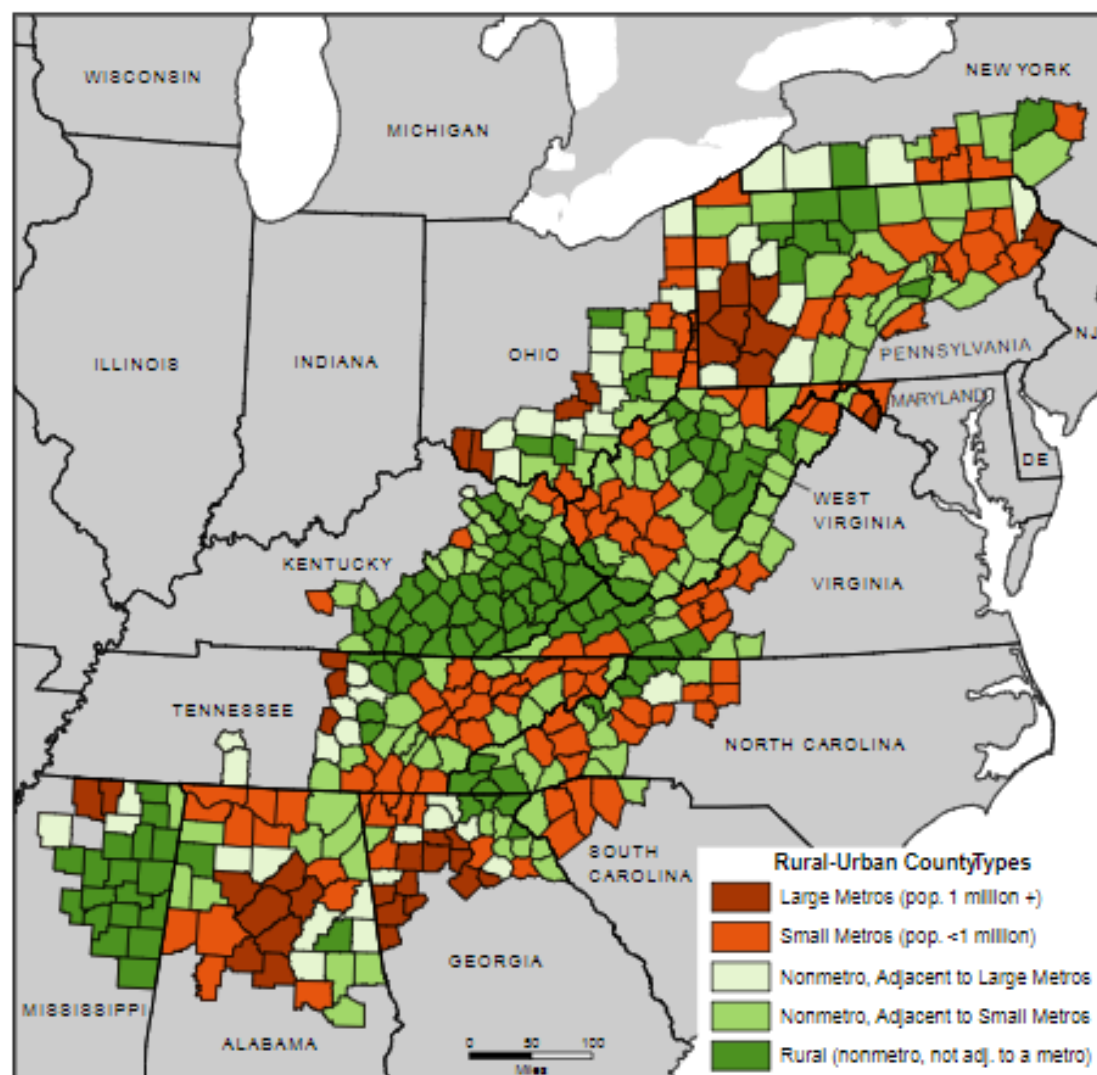 WISCONSIN
NEW YORK
MICHIGAN
ILLINOIS
INDIANA
OHIO
PENNSYLVANIA
NJ
MARYLAND
DE
WEST
VIRGINIA
KENTUCKY
VIRGINIA
TENNESSEE
NORTH CAROLINA
SOUTH
CAROLINA
GEORGIA
MISSISSIPPI
ALABAMA
0 50 100
Miles
Rural-Urban CountyTypes
Large Metros (pop. 1 million +)
Small Metros (pop. <1 million)
Nonmetro, Adjacent to Large Metros
Nonmetro, Adjacent to Small Metros
Rural (nonmetro, not adj. to a metro)